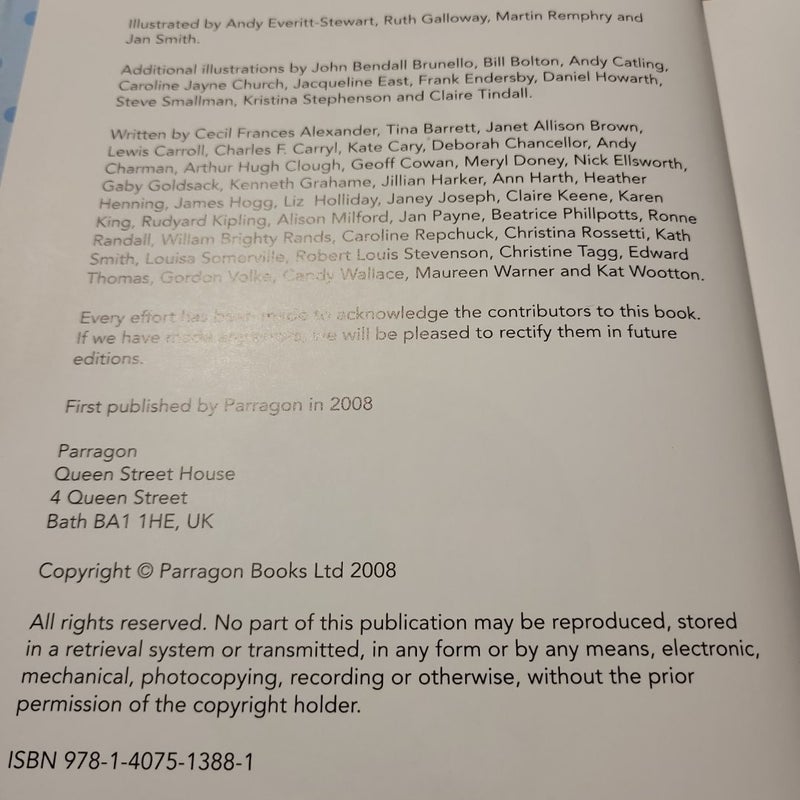 Illustrated by Andy Everitt-Stewart, Ruth Galloway, Martin Remphry and
Jan Smith.
Additional illustrations by John Bendall Brunello, Bill Bolton, Andy Catling,
Caroline Jayne Church, Jacqueline East, Frank Endersby, Daniel Howarth,
Steve Smallman, Kristina Stephenson and Claire Tindall.
Written by Cecil Frances Alexander, Tina Barrett, Janet Allison Brown,
Lewis Carroll, Charles F. Carryl, Kate Cary, Deborah Chancellor, Andy
Charman, Arthur Hugh Clough, Geoff Cowan, Meryl Doney, Nick Ellsworth,
Gaby Goldsack, Kenneth Grahame, Jillian Harker, Ann Harth, Heather
Henning, James Hogg, Liz Holliday, Janey Joseph, Claire Keene, Karen
King, Rudyard Kipling, Alison Milford, Jan Payne, Beatrice Phillpotts, Ronne
Randall, Willam Brighty Rands, Caroline Repchuck, Christina Rossetti, Kath
Smith, Louisa Somerville, Robert Louis Stevenson, Christine Tagg, Edward
Thomas, Gordon Volke, Candy Wallace, Maureen Warner and Kat Wootton.
Every effort has been made to acknowledge the contributors to this book.
If we have made any errors, we will be pleased to rectify them in future
editions.
First published by Parragon in 2008
Parragon
Queen Street House
4 Queen Street
Bath BA1 1HE, UK
Copyright © Parragon Books Ltd 2008
All rights reserved. No part of this publication may be reproduced, stored
in a retrieval system or transmitted, in any form or by any means, electronic,
mechanical, photocopying, recording or otherwise, without the prior
permission of the copyright holder.
ISBN 978-1-4075-1388-1